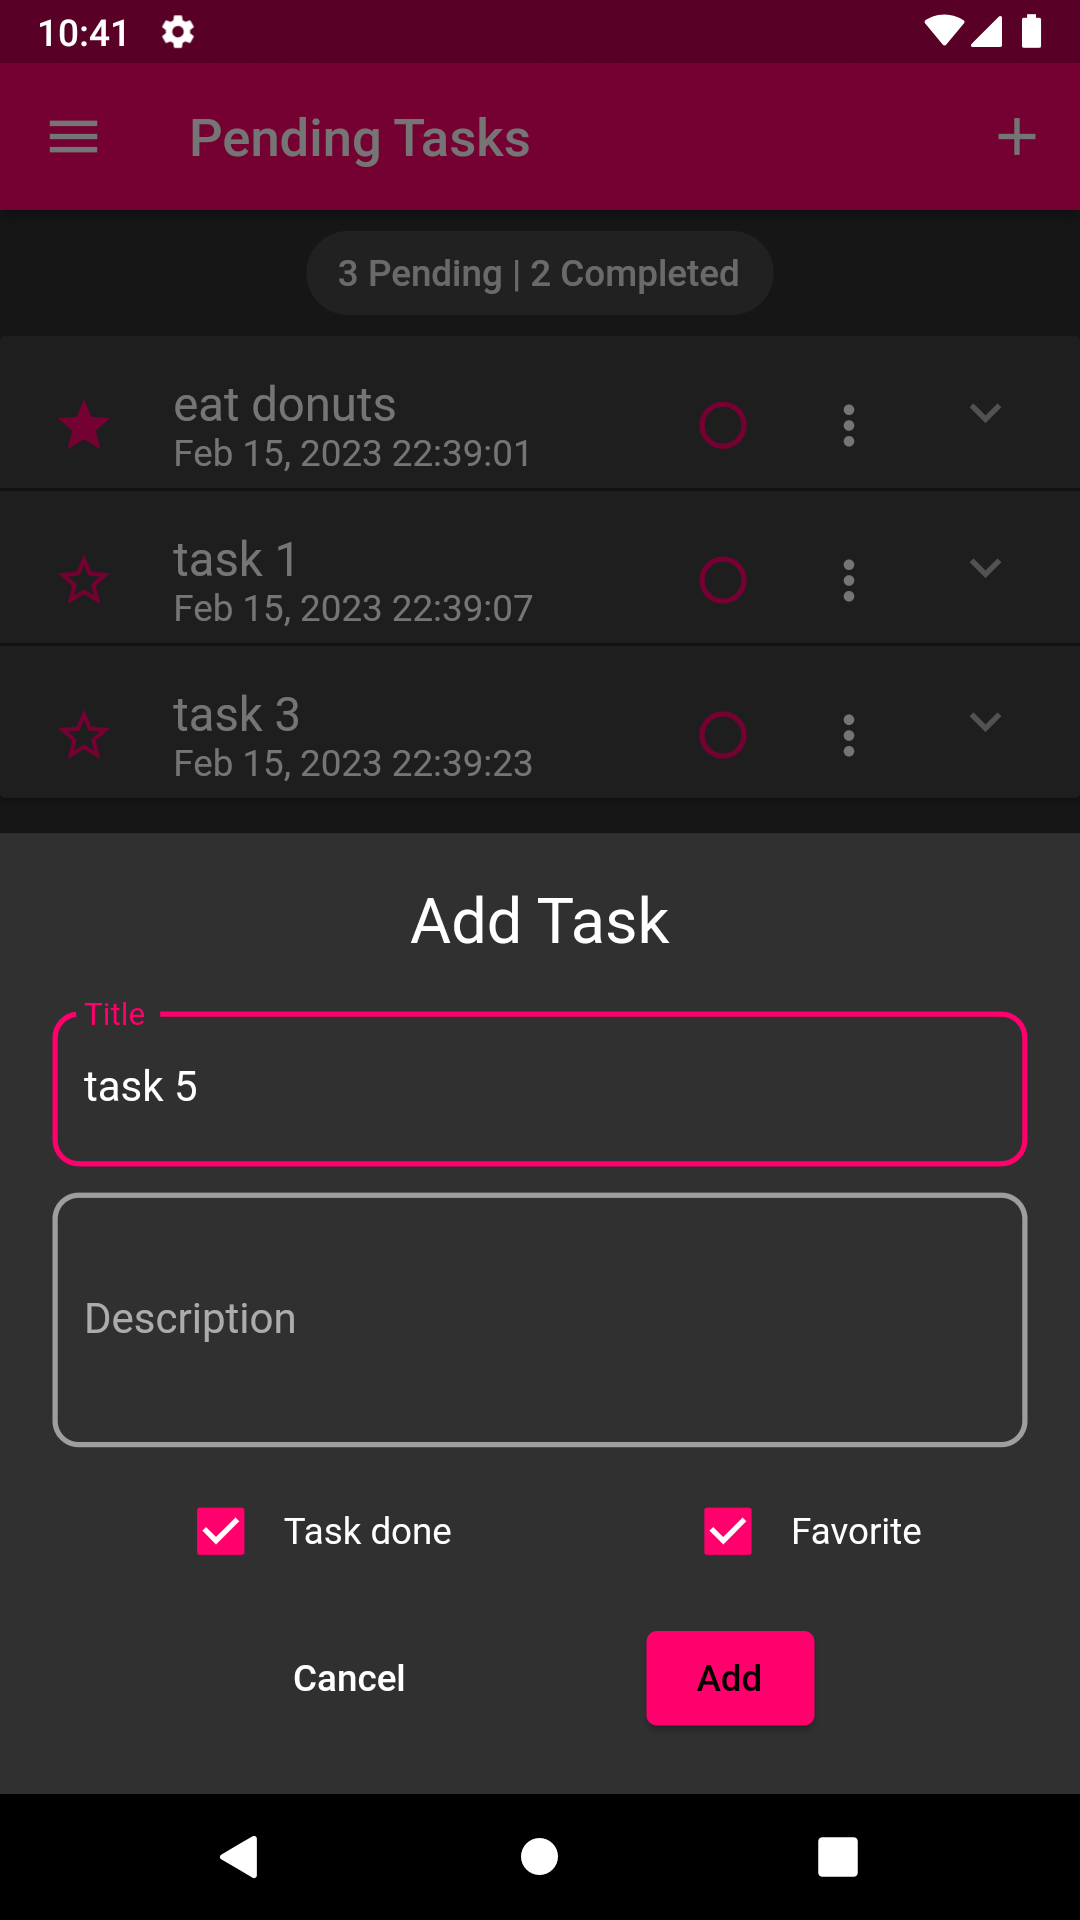 10:41
Pending Tasks
3 Pending | 2 Completed
eat donuts
Feb 15, 2023 22:39:01
task 1
Feb 15, 2023 22:39:07
task 3
Feb 15, 2023 22:39:23
Add Task
Title
task 5
Description
Task done
Favorite
Cancel
Add